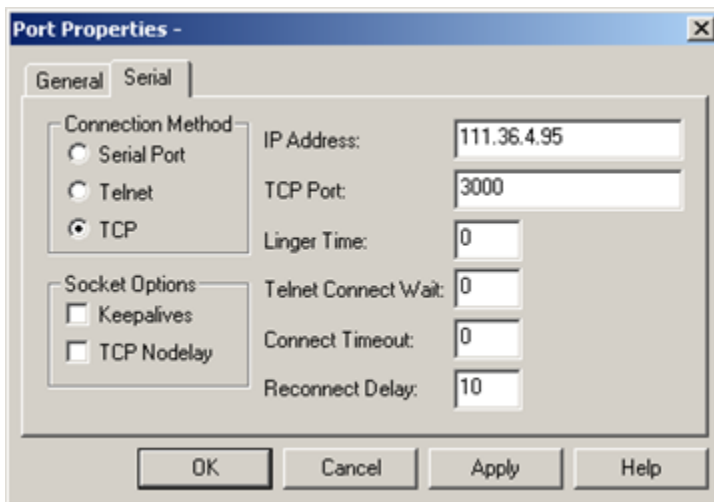 Port Properties -
General
Serial
Connection Method
Serial Port
Telnet
TCP
Socket Options
Keepalives
TCP Nodelay
IP Address: 111.36.4.95
TCP Port: 3000
Linger Time: 0
Telnet Connect Wait: 0
Connect Timeout: 0
Reconnect Delay: 10
OK
Cancel
Apply
Help